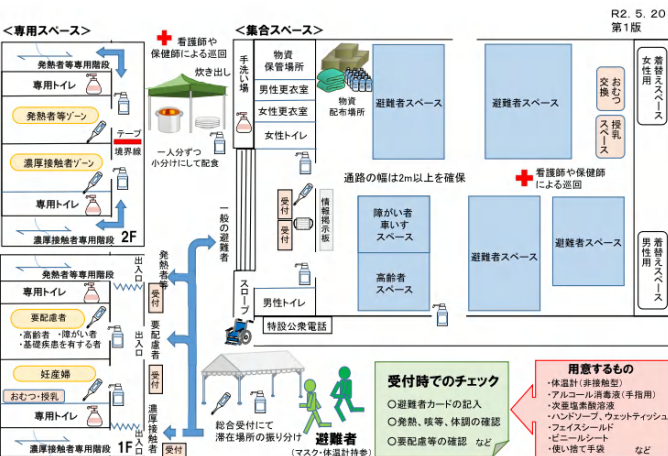 R2. 5. 20
第1版
<専用スペース>
発熱者等専用階段
専用トイレ
発熱者等ゾーン
テープ
境界線
濃厚接触者ゾーン
専用トイレ
濃厚接触者専用階段
2F
看護師や
保健師による巡回
炊き出し
一人分ずつ
小分けにして配食
<集合スペース>
手洗い場
物資
保管場所
男性更衣室
女性更衣室
女性トイレ
物資
配布場所
避難者スペース
避難者スペース
おむつ
交換
授乳
スペース
女性用
着替えスペース
通路の幅は2m以上を確保
看護師や保健師
による巡回
受付
受付
情報掲示板
障がい者
車いす
スペース
高齢者
スペース
避難者スペース
避難者スペース
男性用
着替えスペース
スロープ
男性トイレ
特設公衆電話
一般の避難者
発熱者等
要配慮者
濃厚接触者
出入口
受付
出入口
受付
出入口
受付
発熱者等専用階段
専用トイレ
要配慮者
・高齢者 ・障がい者
・基礎疾患を有する者
妊産婦
おむつ・授乳
専用トイレ
濃厚接触者専用階段
1F
総合受付にて
滞在場所の振り分け
避難者
(マスク・体温計持参)
受付時でのチェック
○避難者カードの記入
○発熱、咳等、体調の確認
○要配慮者等の確認 など
用意するもの
・体温計(非接触型)
・アルコール消毒液(手指用)
・次亜塩素酸溶液
・ハンドソープ、ウェットティッシュ
・フェイスシールド
・ビニールシート
・使い捨て手袋 など